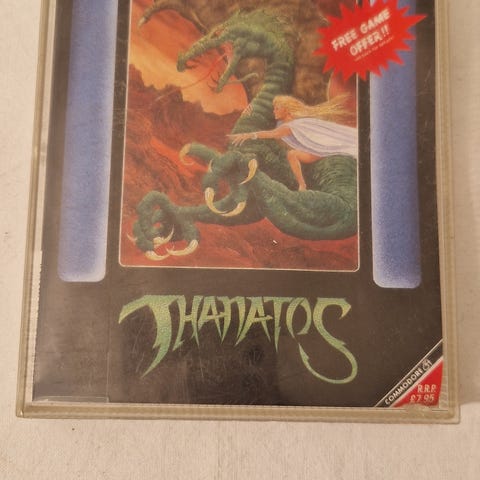 FREE GAME
OFFER!!
THANATOS
COMMODORE 64
R.R.P.
£7.95